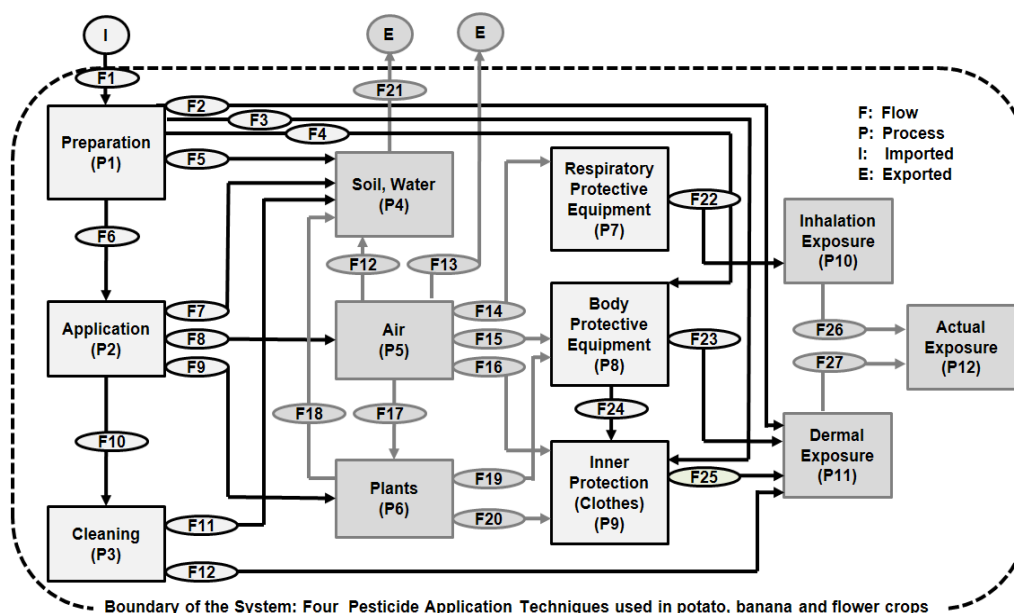 I
E
E
F1
F2
F3
F4
F5
F21
Preparation
(P1)
Soil, Water
(P4)
Respiratory
Protective
Equipment
(P7)
F: Flow
P: Process
I: Imported
E: Exported
F22
Inhalation
Exposure
(P10)
F6
F7
F8
F9
F12
F13
F14
F15
F16
Application
(P2)
Air
(P5)
Body
Protective
Equipment
(P8)
F23
F26
F27
Actual
Exposure
(P12)
F10
F18
F17
F24
F19
F20
Plants
(P6)
Inner
Protection
(Clothes)
(P9)
F25
Dermal
Exposure
(P11)
Cleaning
(P3)
F11
F12
Boundary of the System: Four Pesticide Application Techniques used in potato, banana and flower crops